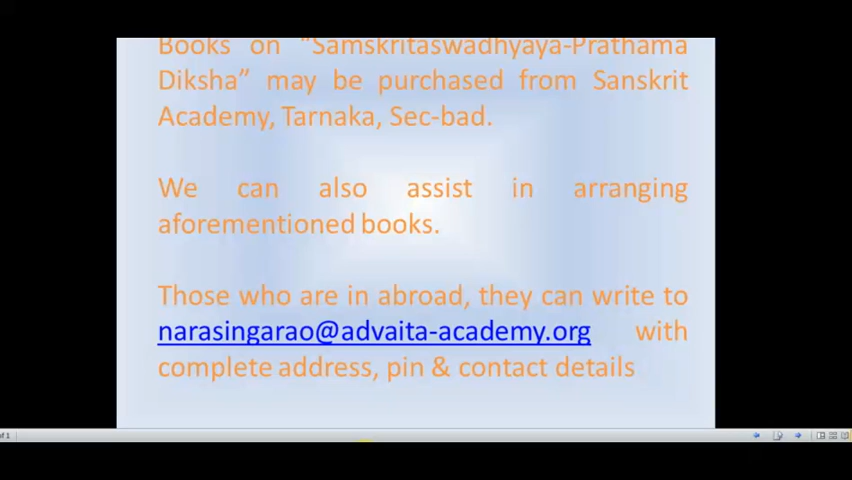 Books on "Samskritaswadhyaya-Prathama
Diksha" may be purchased from Sanskrit
Academy, Tarnaka, Sec-bad.
We can also assist in arranging
aforementioned books.
Those who are in abroad, they can write to
narasingarao@advaita-academy.org with
complete address, pin & contact details
of 1